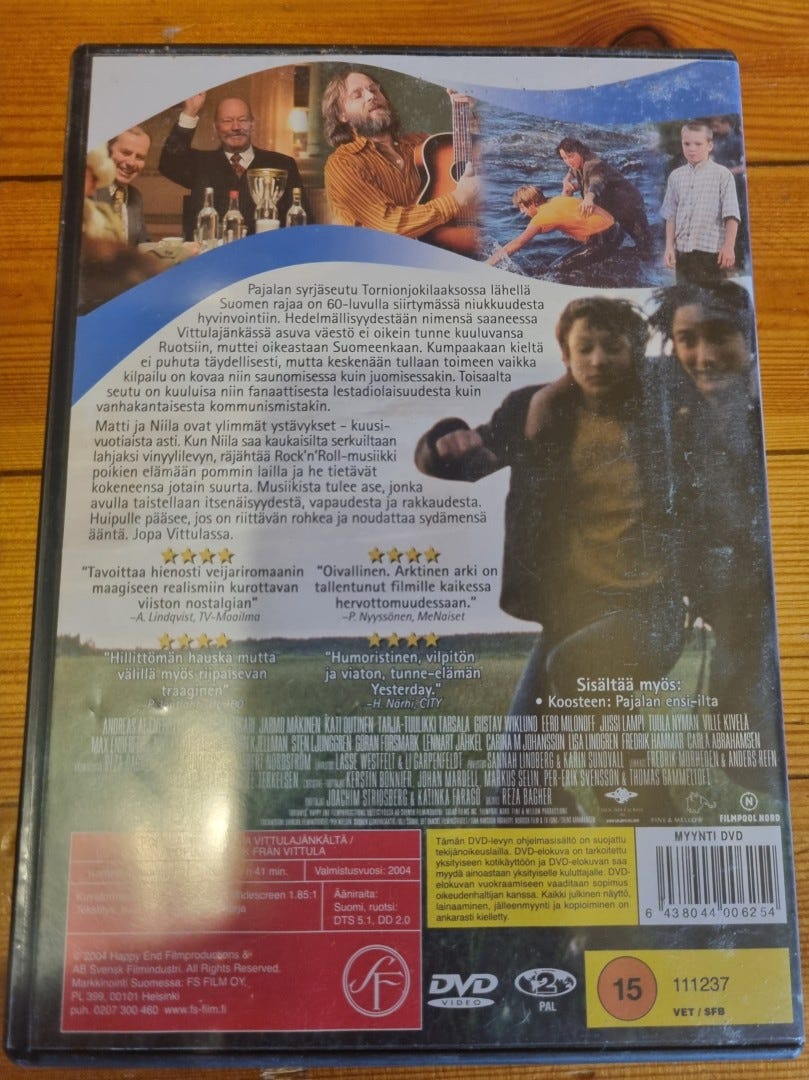 Pajalan syrjäseutu Tornionjokilaaksossa lähellä
Suomen rajaa on 60-luvulla siirtymässä niukkuudesta
hyvinvointiin. Hedelmällisyydestään nimensä saaneessa
Vittulajänkässä asuva väestö ei oikein tunne kuuluvansa
Ruotsiin, muttei oikeastaan Suomeenkaan. Kumpaakaan kieltä
ei puhuta täydellisesti, mutta keskenään tullaan toimeen vaikka
kilpailu on kovaa niin saunomisessa kuin juomisessakin. Toisaalta
seutu on kuuluisa niin fanaattisesta lestadiolaisuudesta kuin
vanhakantaisesta kommunismistakin.
Matti ja Niila ovat ylimmät ystävykset - kuusi-
vuotiaista asti. Kun Niila saa kaukaisilta serkuiltaan
lahjaksi vinyylilevyn, räjähtää Rock'n'Roll-musiikki
poikien elämään pommin lailla ja he tietävät
kokeneensa jotain suurta. Musiikista tulee ase, jonka
avulla taistellaan itsenäisyydestä, vapaudesta ja rakkaudesta.
Huipulle pääsee, jos on riittävän rohkea ja noudattaa sydämensä
ääntä. Jopa Vittulassa.
"Tavoittaa hienosti veijariromaanin
maagiseen realismiin kurottavan
viiston nostalgian"
–A. Lindqvist, TV-Maailma
"Oivallinen. Arktinen arki on
tallentunut filmille kaikessa
hervottomuudessaan."
–P. Nyyssönen, MeNaiset
"Hillittömän hauska mutta
välillä myös riipaisevan
traaginen"
"Humoristinen, vilpitön
ja viaton, tunne-elämän
Yesterday."
–H. Närhi, CITY
Sisältää myös:
• Koosteen: Pajalan ensi-ilta
JARMO MÄKINEN KATI OUTINEN TARJA-TUULIKKI TARSALA GUSTAV WIKLUND EERO MILONOFF JUSSI LAMPI TUULA NYMAN VILLE KIVELÄ
KJELLMAN STEN LJUNGGREN GÖRAN FORSMARK LENNART JÄHKEL CARINA M JOHANSSON LISA LINDGREN FREDRIK HAMMAR CARLA ABRAHAMSEN
NORDSTRÖM LASSE WESTFELT & LI GARPENFELDT HANNAH LINDBERG & KARIN SUNDVALL FREDRIK MORHEDEN & ANDERS REFN
TERKELSEN KERSTIN BONNIER JOHAN MARDELL MARKUS SELIN PER-ERIK SVENSSON & THOMAS GAMMELTOFT
JOACHIM STRIDSBERG & KATINKA FARAGO REZA BAGHER
FINE & MELLOW
FILMPOOL NORD
VITTULAJÄNKÄLTÄ /
FRÅN VITTULA
41 min.
Valmistusvuosi: 2004
Widescreen 1.85:1
Ääniraita:
Suomi, ruotsi:
DTS 5.1, DD 2.0
© 2004 Happy End Filmproductions &
AB Svensk Filmindustri. All Rights Reserved.
Markkinointi Suomessa: FS FILM OY.
PL 399, 00101 Helsinki
puh. 0207 300 460 www.fs-film.fi
SF
Tämän DVD-levyn ohjelmasisältö on suojattu
tekijänoikeuslailla. DVD-elokuva on tarkoitettu
yksityiseen kotikäyttöön ja DVD-elokuvan saa
myydä ainoastaan yksityiselle kuluttajalle. DVD-
elokuvan vuokraamiseen vaaditaan sopimus
oikeudenhaltijan kanssa. Kaikki julkinen näyttö,
lainaaminen, jälleenmyynti ja kopioiminen on
ankarasti kielletty.
MYYNTI DVD
6 438044 006254
DVD
VIDEO
2
PAL
15
111237
VET / SFB